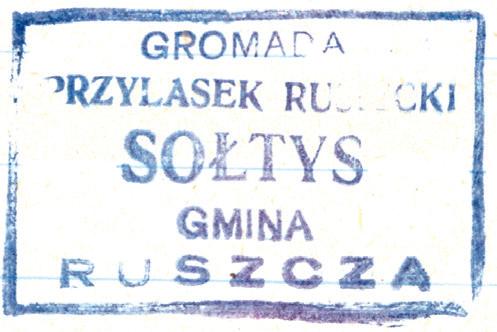 GROMADA
PRZYLASEK RUSIECKI
SOŁTYS
GMINA
RUSZCZA